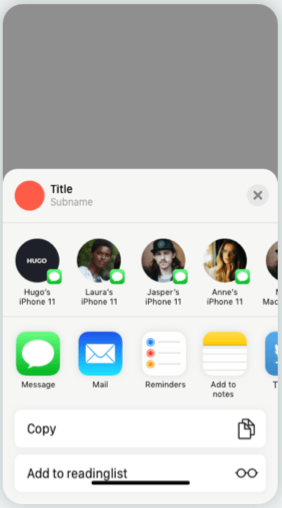 Title
Subname
HUGO
Hugo's
iPhone 11
Laura's
iPhone 11
Jasper's
iPhone 11
Anne's
iPhone 11
Message
Mail
Reminders
Add to
notes
Copy
Add to readinglist